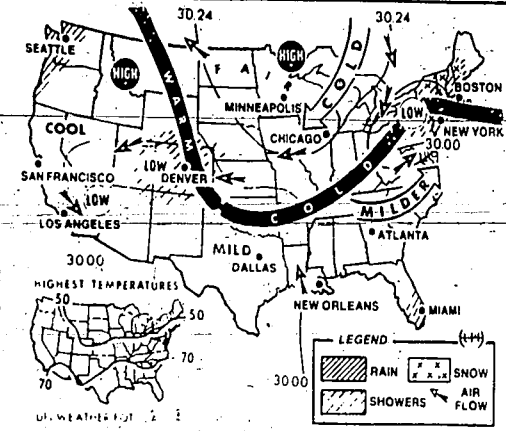 30.24
30.24
SEATTLE
HIGH
HIGH
WARM
FAIR
COLD
BOSTON
MINNEAPOLIS
LOW
NEW YORK
COOL
CHICAGO
30.00
LOW
SAN FRANCISCO
DENVER
COLD
MILDER
LOS ANGELES
ATLANTA
MILD
DALLAS
30.00
HIGHEST TEMPERATURES
NEW ORLEANS
MIAMI
50
50
70
70
30.00
LEGEND
RAIN
SNOW
SHOWERS
AIR
FLOW